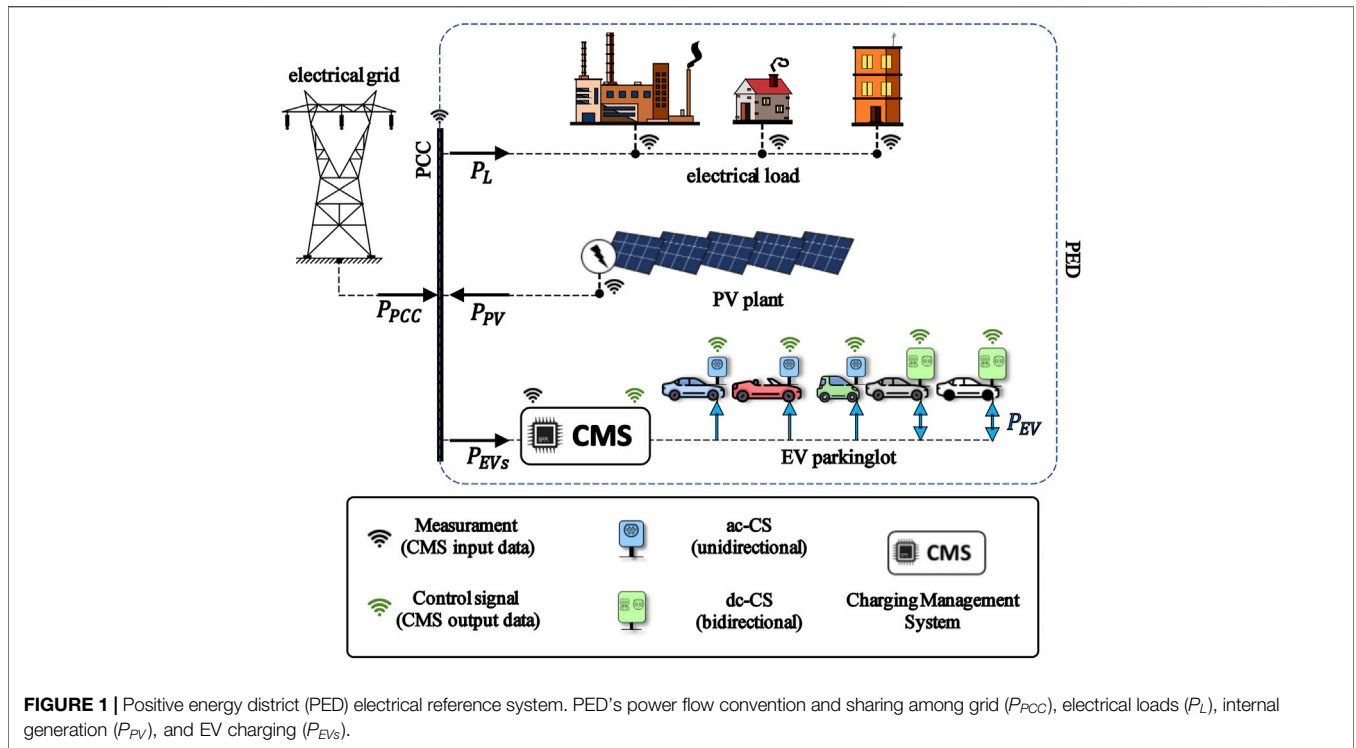 electrical grid
PCC
P_L
electrical load
P_PCC
P_PV
PV plant
PED
P_EVs
CMS
EV parkinglot
P_EV
Measurament
(CMS input data)
ac-CS
(unidirectional)
CMS
Control signal
(CMS output data)
dc-CS
(bidirectional)
Charging Management
System
FIGURE 1 | Positive energy district (PED) electrical reference system. PED's power flow convention and sharing among grid (P_PCC), electrical loads (P_L), internal
generation (P_PV), and EV charging (P_EVs).